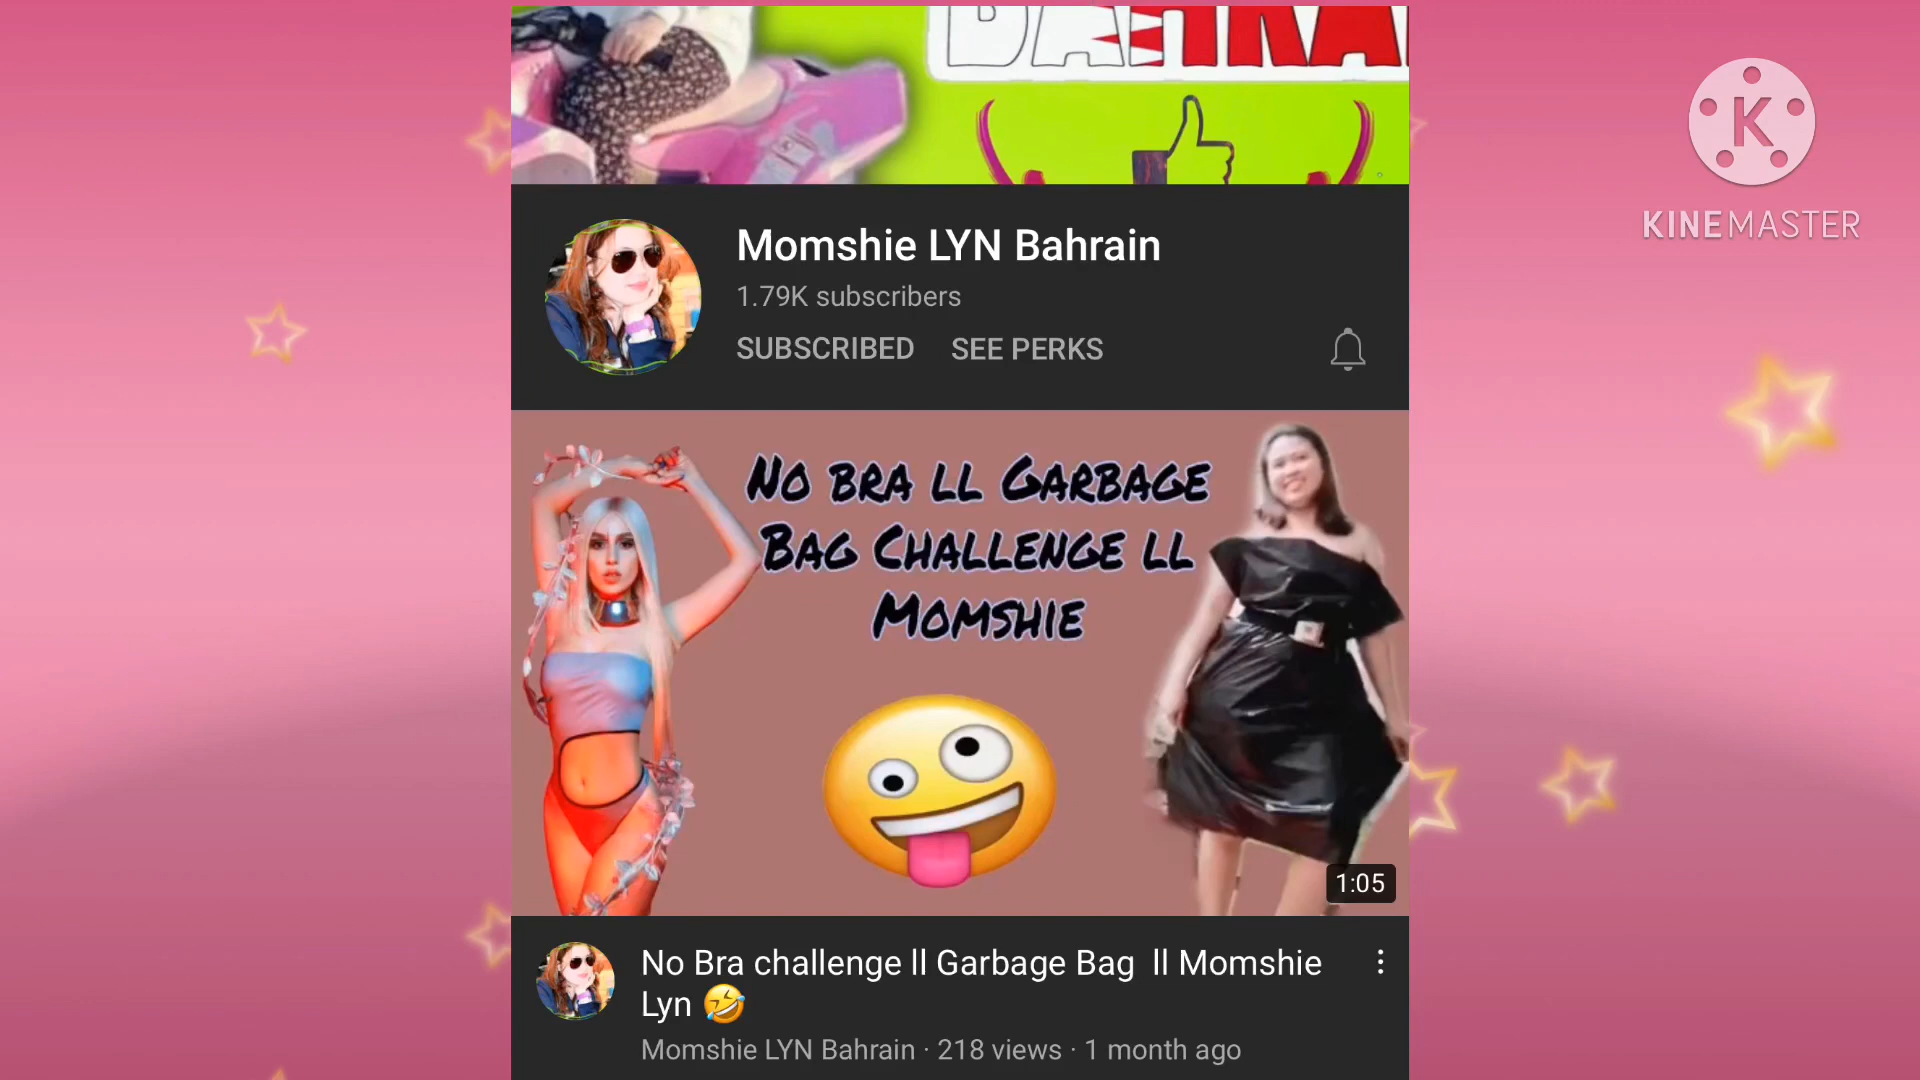 BAHRAI
K
KINEMASTER
Momshie LYN Bahrain
1.79K subscribers
SUBSCRIBED SEE PERKS
No bra ll Garbage
Bag Challenge ll
Momshie
1:05
No Bra challenge ll Garbage Bag ll Momshie
Lyn 🤣
Momshie LYN Bahrain · 218 views · 1 month ago